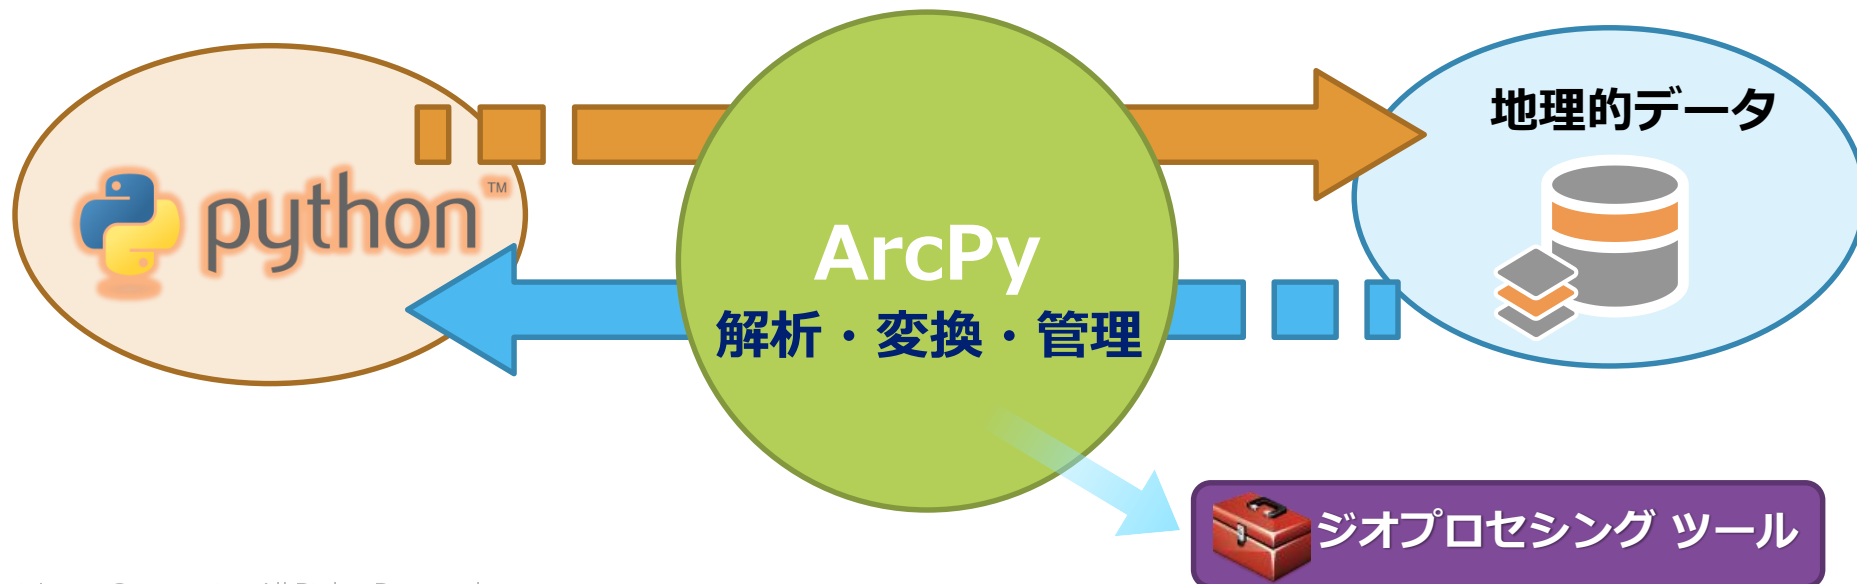 python™
ArcPy
解析・変換・管理
地理的データ
ジオプロセシング ツール